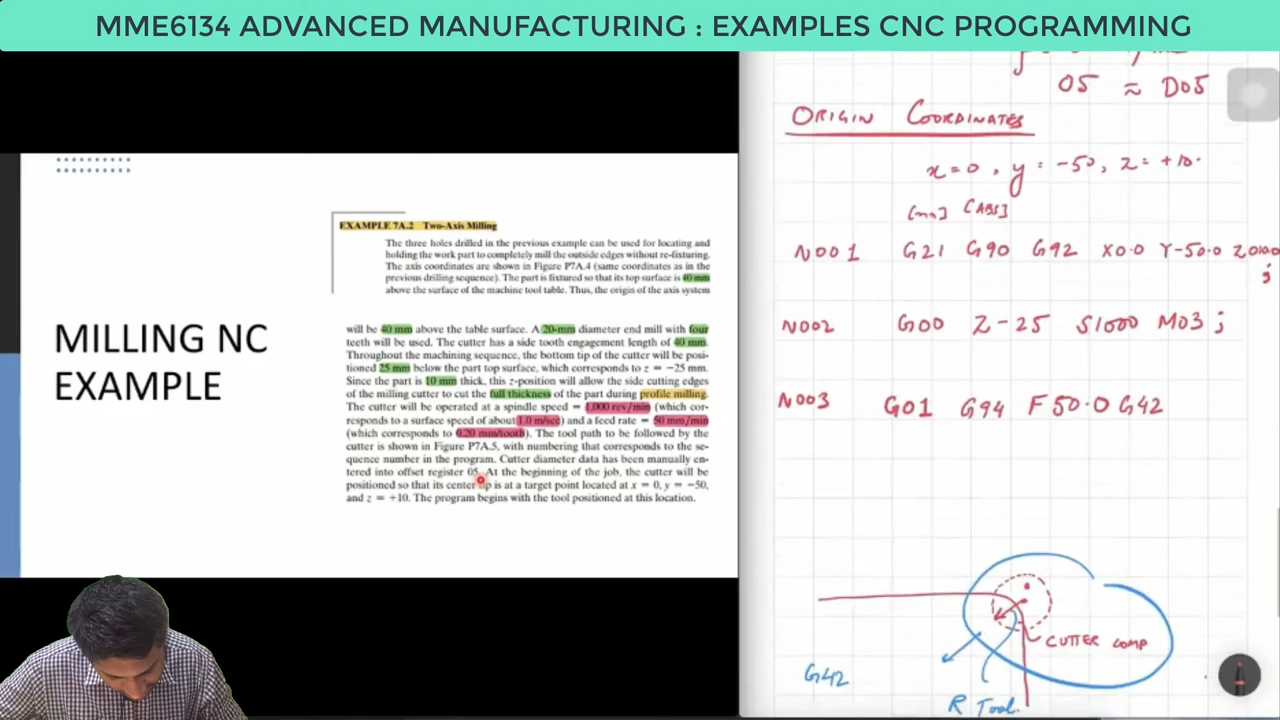 MME6134 ADVANCED MANUFACTURING : EXAMPLES CNC PROGRAMMING
MILLING NC
EXAMPLE
EXAMPLE 7A.2 Two-Axis Milling
The three holes drilled in the previous example can be used for locating and
holding the work part to completely mill the outside edges without re-fixturing.
The axis coordinates are shown in Figure P7A.4 (same coordinates as in the
previous drilling sequence). The part is fixtured so that its top surface is 40 mm
above the surface of the machine tool table. Thus, the origin of the axis system
will be 40 mm above the table surface. A 20-mm diameter end mill with four
teeth will be used. The cutter has a side tooth engagement length of 40 mm.
Throughout the machining sequence, the bottom tip of the cutter will be posi-
tioned 25 mm below the part top surface, which corresponds to z = −25 mm.
Since the part is 10 mm thick, this z-position will allow the side cutting edges
of the milling cutter to cut the full thickness of the part during profile milling.
The cutter will be operated at a spindle speed = 1,000 rev/min (which cor-
responds to a surface speed of about 1.0 m/sec) and a feed rate = 50 mm/min
(which corresponds to 0.20 mm/tooth). The tool path to be followed by the
cutter is shown in Figure P7A.5, with numbering that corresponds to the se-
quence number in the program. Cutter diameter data has been manually en-
tered into offset register 05. At the beginning of the job, the cutter will be
positioned so that its center tip is at a target point located at x = 0, y = −50,
and z = +10. The program begins with the tool positioned at this location.
05 ≈ D05
ORIGIN COORDINATES
x=0, y=-50, z=+10.
[mm] [ABS]
N001 G21 G90 G92 X0.0 Y-50.0 Z010.0
;
N002 G00 Z-25 S1000 M03 ;
N003 G01 G94 F50.0 G42
CUTTER COMP
G42
R Tool.